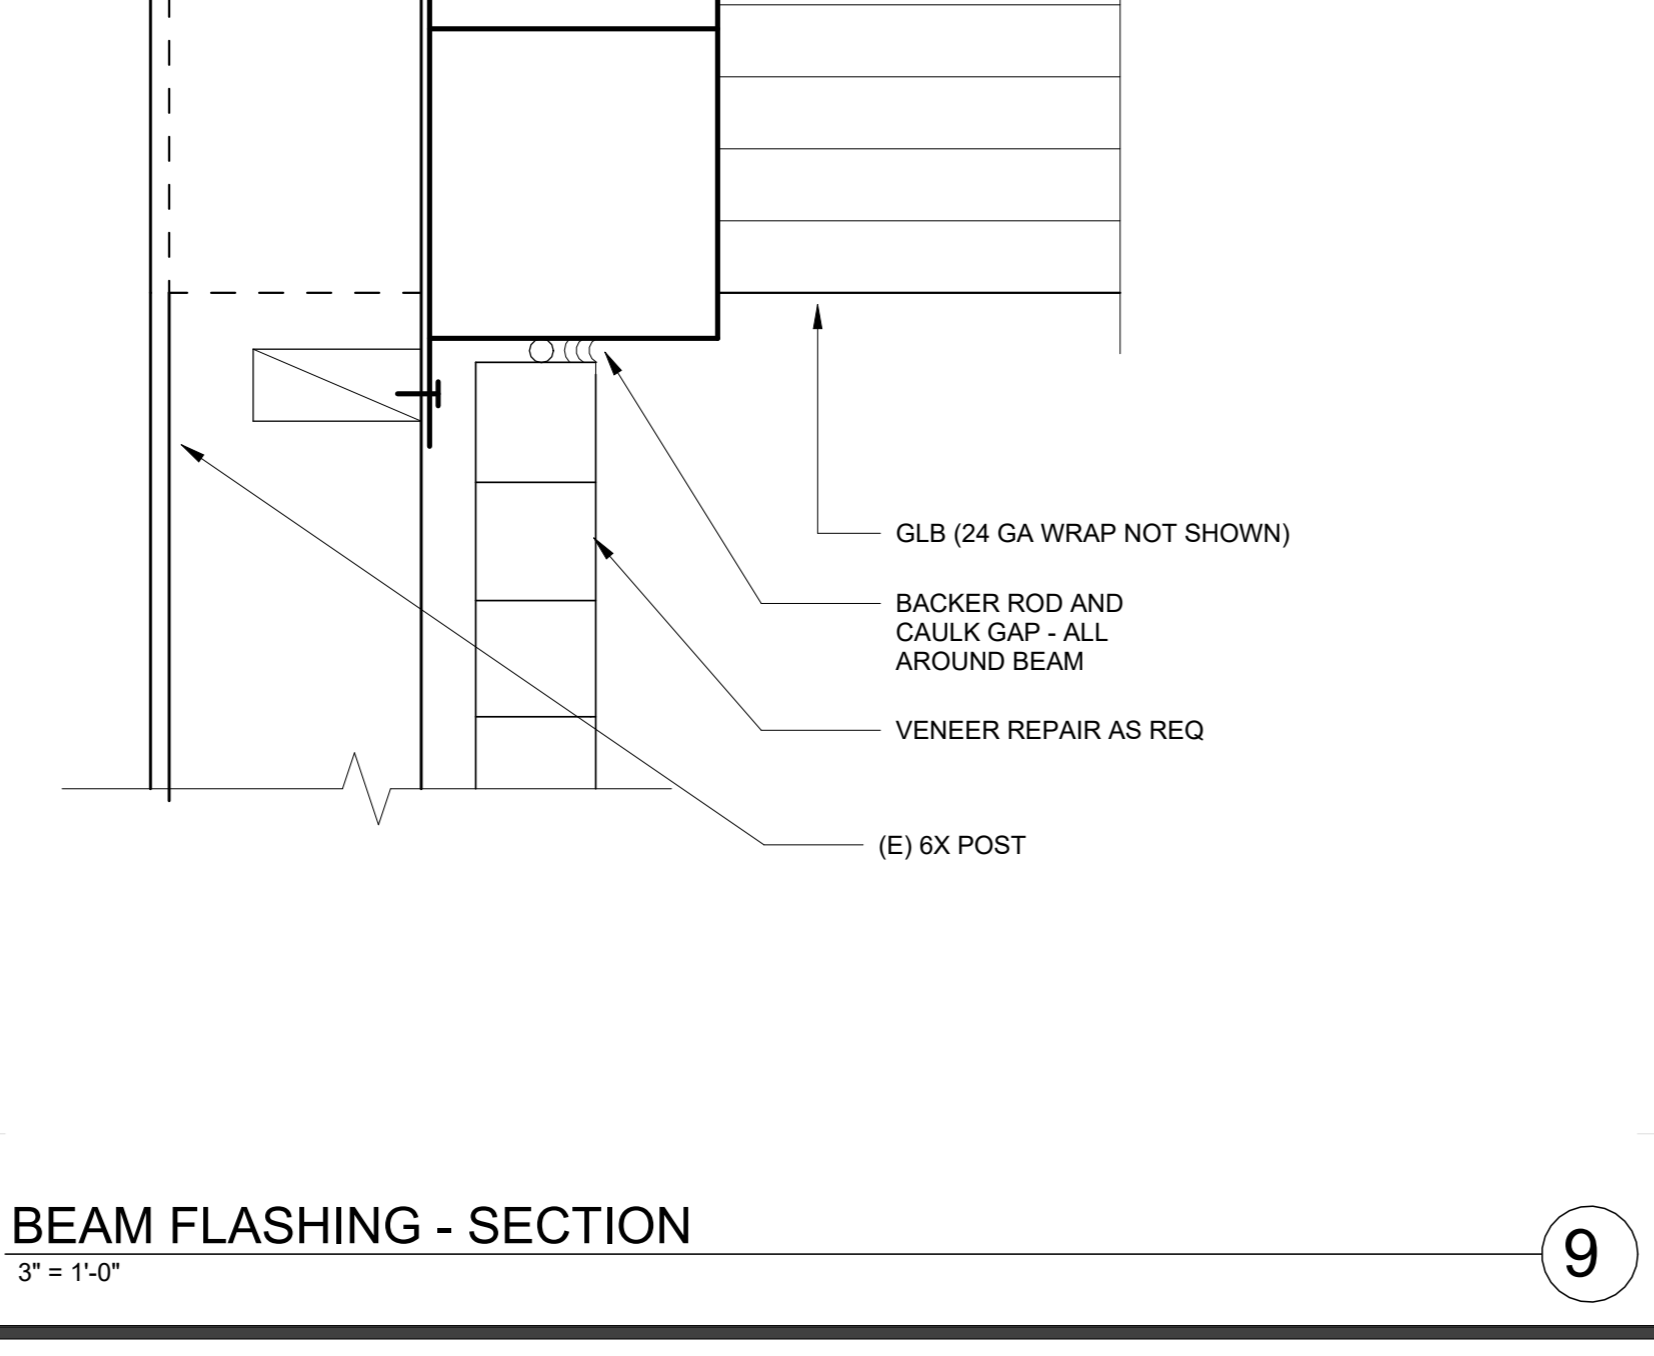 GLB (24 GA WRAP NOT SHOWN)
BACKER ROD AND
CAULK GAP - ALL
AROUND BEAM
VENEER REPAIR AS REQ
(E) 6X POST
BEAM FLASHING - SECTION
3" = 1'-0"
9